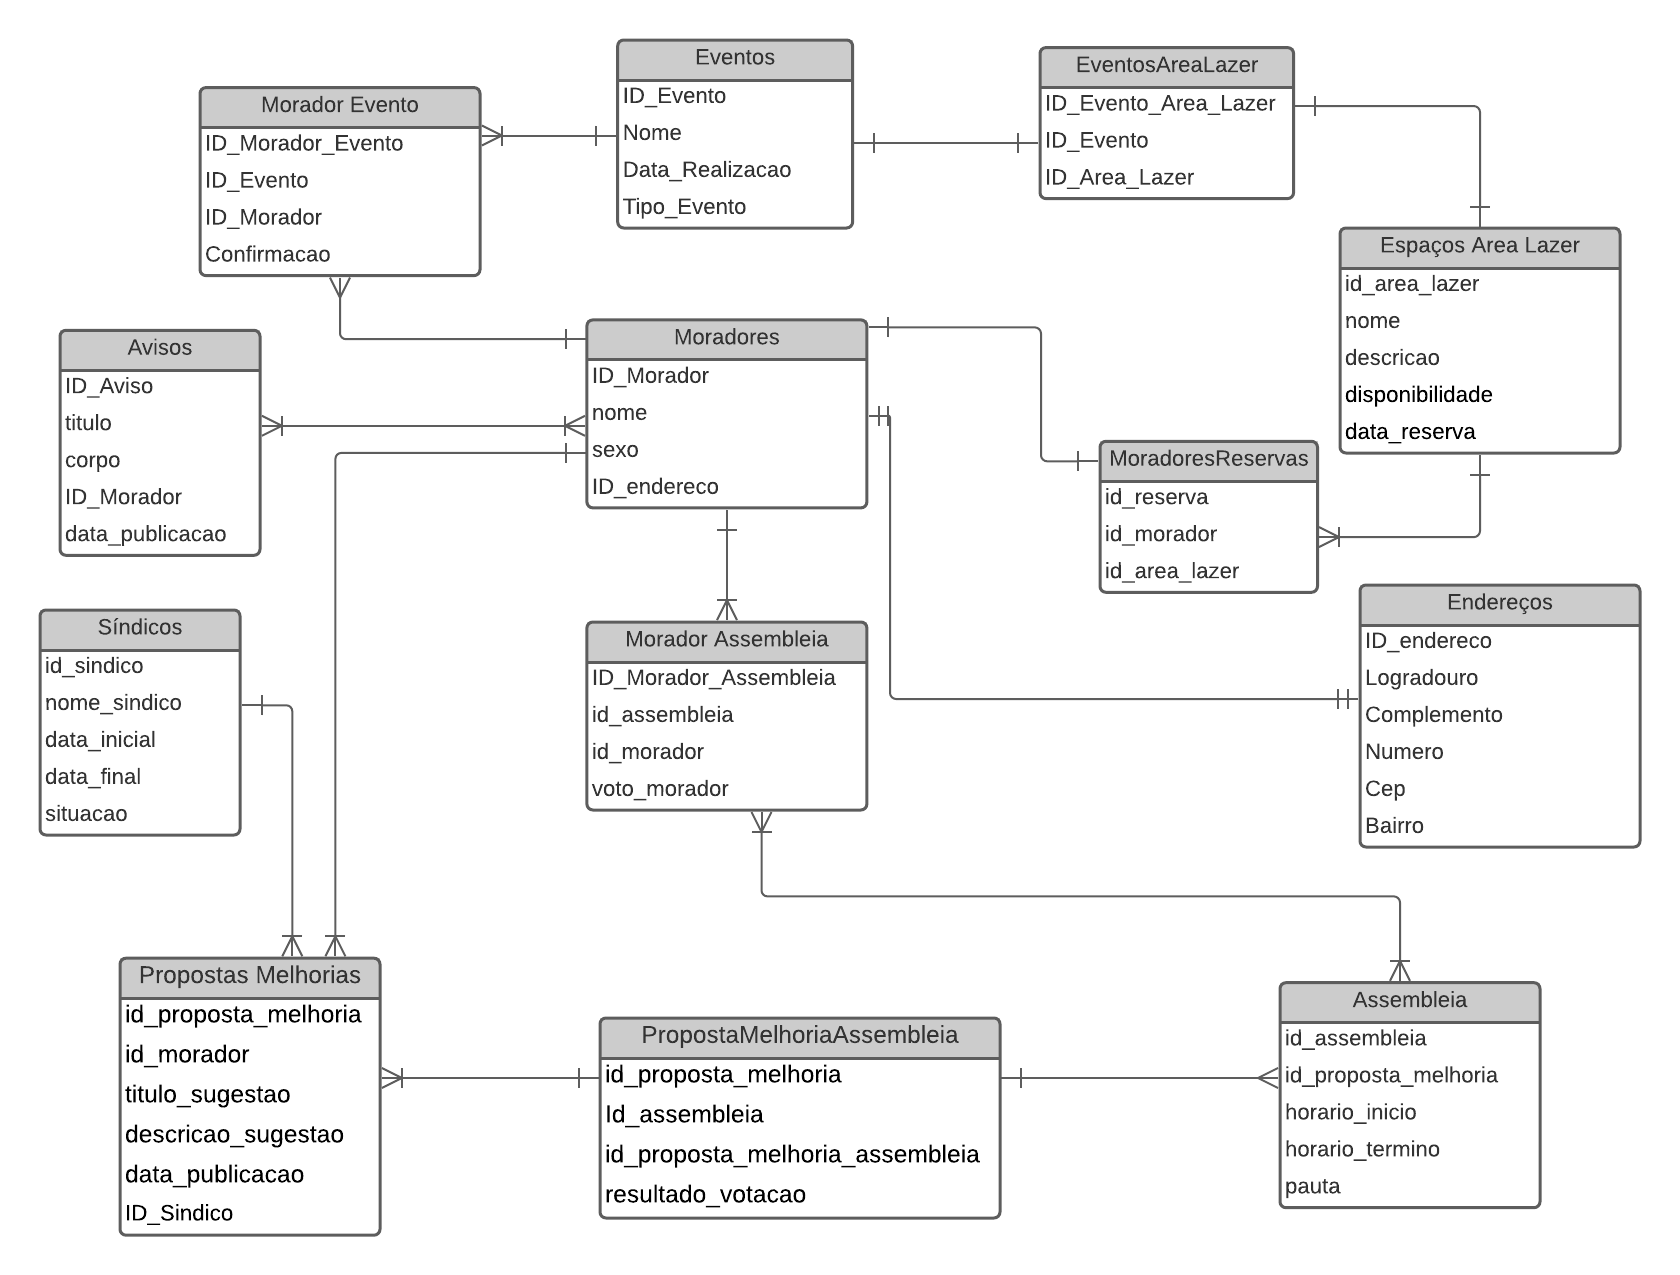 Eventos
ID_Evento
Nome
Data_Realizacao
Tipo_Evento
EventosAreaLazer
ID_Evento_Area_Lazer
ID_Evento
ID_Area_Lazer
Morador Evento
ID_Morador_Evento
ID_Evento
ID_Morador
Confirmacao
Espaços Area Lazer
id_area_lazer
nome
descricao
disponibilidade
data_reserva
Avisos
ID_Aviso
titulo
corpo
ID_Morador
data_publicacao
Moradores
ID_Morador
nome
sexo
ID_endereco
MoradoresReservas
id_reserva
id_morador
id_area_lazer
Síndicos
id_sindico
nome_sindico
data_inicial
data_final
situacao
Morador Assembleia
ID_Morador_Assembleia
id_assembleia
id_morador
voto_morador
Endereços
ID_endereco
Logradouro
Complemento
Numero
Cep
Bairro
Propostas Melhorias
id_proposta_melhoria
id_morador
titulo_sugestao
descricao_sugestao
data_publicacao
ID_Sindico
PropostaMelhoriaAssembleia
id_proposta_melhoria
Id_assembleia
id_proposta_melhoria_assembleia
resultado_votacao
Assembleia
id_assembleia
id_proposta_melhoria
horario_inicio
horario_termino
pauta